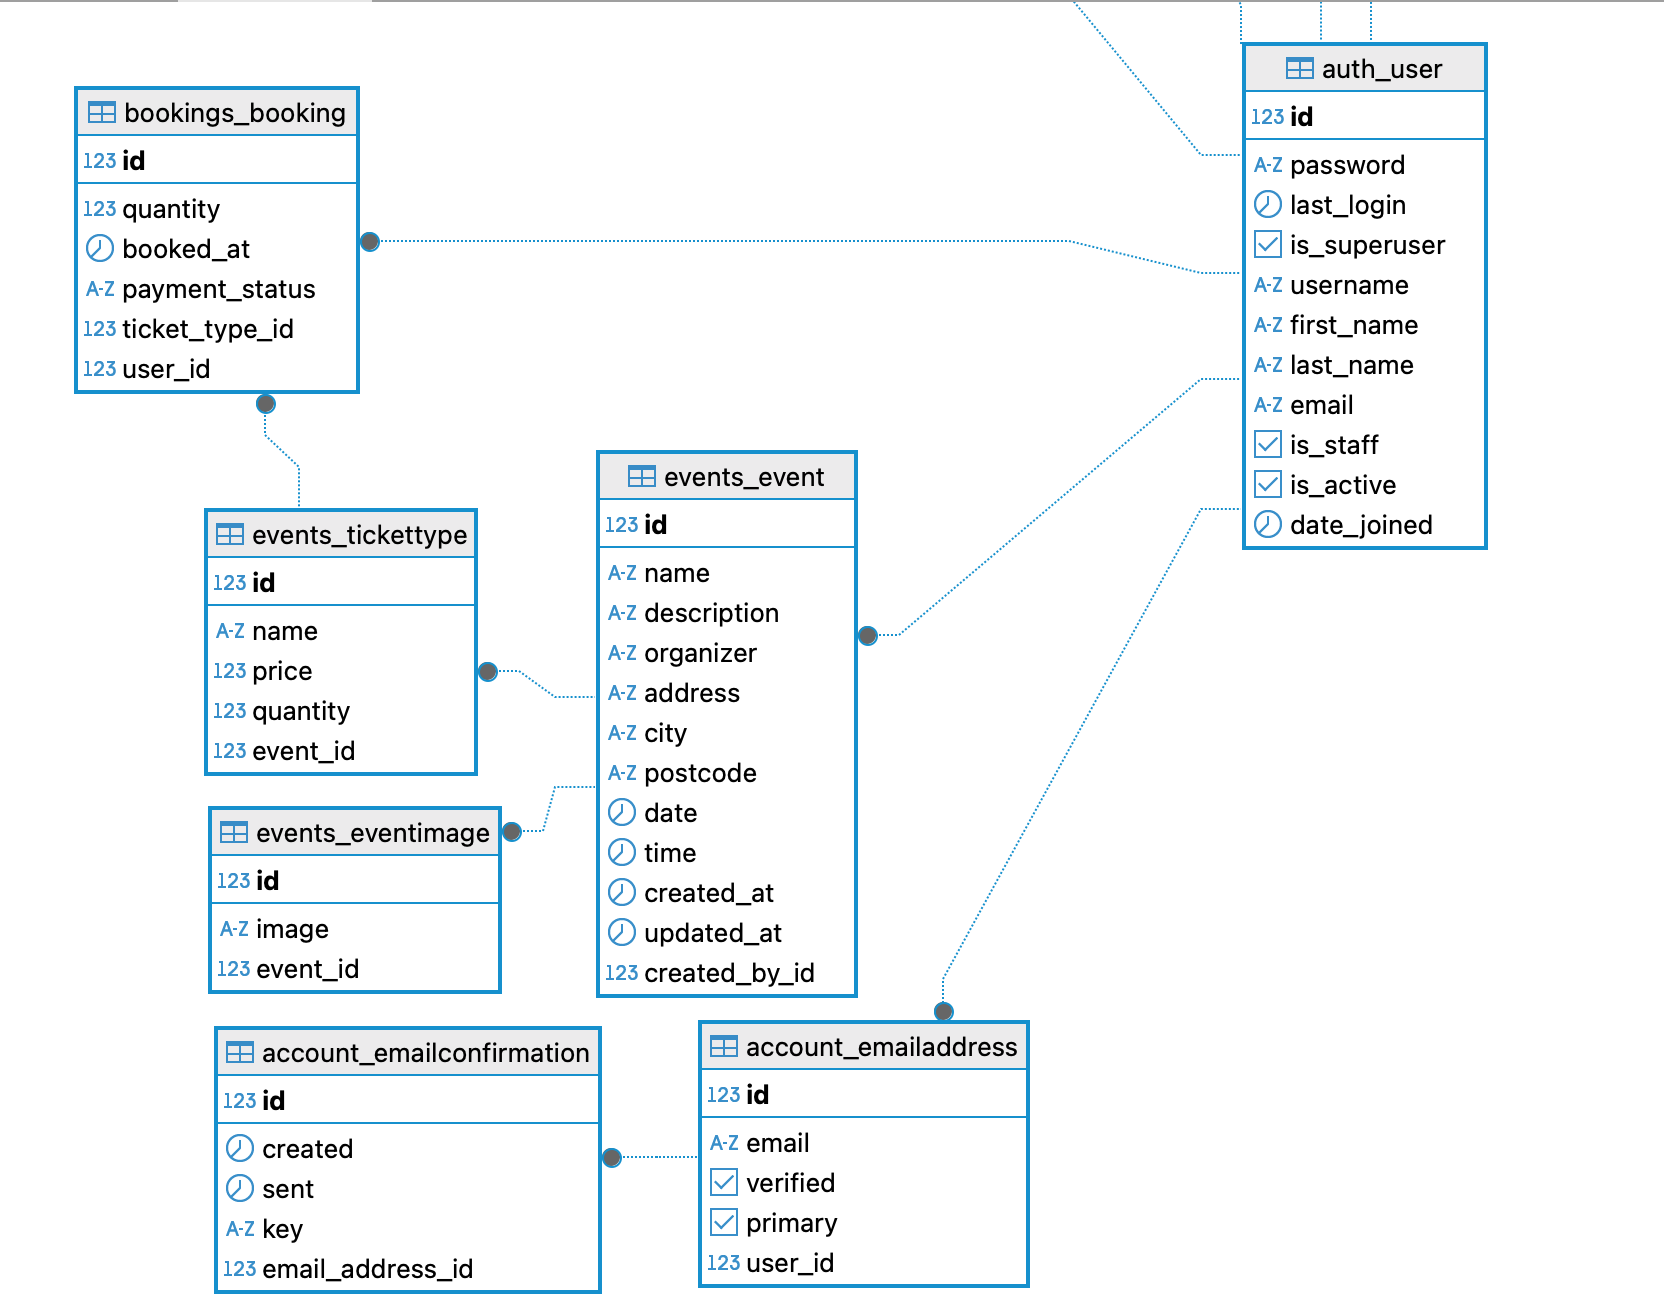 bookings_booking
123 id
123 quantity
booked_at
A-Z payment_status
123 ticket_type_id
123 user_id
auth_user
123 id
A-Z password
last_login
is_superuser
A-Z username
A-Z first_name
A-Z last_name
A-Z email
is_staff
is_active
date_joined
events_tickettype
123 id
A-Z name
123 price
123 quantity
123 event_id
events_event
123 id
A-Z name
A-Z description
A-Z organizer
A-Z address
A-Z city
A-Z postcode
date
time
created_at
updated_at
123 created_by_id
events_eventimage
123 id
A-Z image
123 event_id
account_emailconfirmation
123 id
created
sent
A-Z key
123 email_address_id
account_emailaddress
123 id
A-Z email
verified
primary
123 user_id